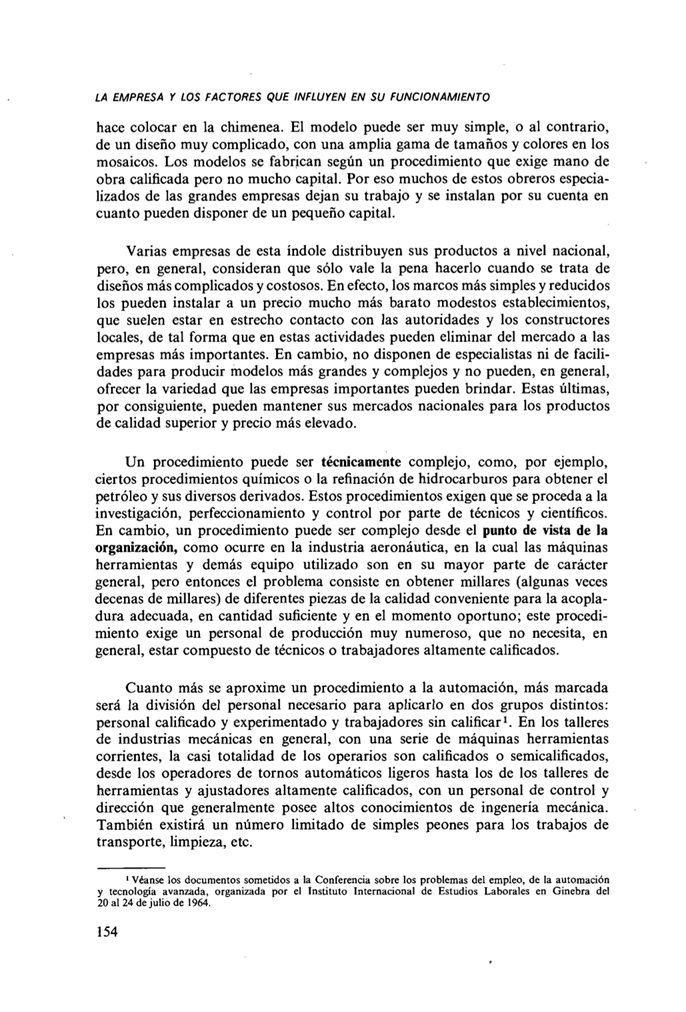 LA EMPRESA Y LOS FACTORES QUE INFLUYEN EN SU FUNCIONAMIENTO
hace colocar en la chimenea. El modelo puede ser muy simple, o al contrario,
de un diseño muy complicado, con una amplia gama de tamaños y colores en los
mosaicos. Los modelos se fabrican según un procedimiento que exige mano de
obra calificada pero no mucho capital. Por eso muchos de estos obreros especia-
lizados de las grandes empresas dejan su trabajo y se instalan por su cuenta en
cuanto pueden disponer de un pequeño capital.
Varias empresas de esta índole distribuyen sus productos a nivel nacional,
pero, en general, consideran que sólo vale la pena hacerlo cuando se trata de
diseños más complicados y costosos. En efecto, los marcos más simples y reducidos
los pueden instalar a un precio mucho más barato modestos establecimientos,
que suelen estar en estrecho contacto con las autoridades y los constructores
locales, de tal forma que en estas actividades pueden eliminar del mercado a las
empresas más importantes. En cambio, no disponen de especialistas ni de facili-
dades para producir modelos más grandes y complejos y no pueden, en general,
ofrecer la variedad que las empresas importantes pueden brindar. Estas últimas,
por consiguiente, pueden mantener sus mercados nacionales para los productos
de calidad superior y precio más elevado.
Un procedimiento puede ser técnicamente complejo, como, por ejemplo,
ciertos procedimientos químicos o la refinación de hidrocarburos para obtener el
petróleo y sus diversos derivados. Estos procedimientos exigen que se proceda a la
investigación, perfeccionamiento y control por parte de técnicos y científicos.
En cambio, un procedimiento puede ser complejo desde el punto de vista de la
organización, como ocurre en la industria aeronáutica, en la cual las máquinas
herramientas y demás equipo utilizado son en su mayor parte de carácter
general, pero entonces el problema consiste en obtener millares (algunas veces
decenas de millares) de diferentes piezas de la calidad conveniente para la acopla-
dura adecuada, en cantidad suficiente y en el momento oportuno; este procedi-
miento exige un personal de producción muy numeroso, que no necesita, en
general, estar compuesto de técnicos o trabajadores altamente calificados.
Cuanto más se aproxime un procedimiento a la automación, más marcada
será la división del personal necesario para aplicarlo en dos grupos distintos:
personal calificado y experimentado y trabajadores sin calificar¹. En los talleres
de industrias mecánicas en general, con una serie de máquinas herramientas
corrientes, la casi totalidad de los operarios son calificados o semicalificados,
desde los operadores de tornos automáticos ligeros hasta los de los talleres de
herramientas y ajustadores altamente calificados, con un personal de control y
dirección que generalmente posee altos conocimientos de ingenería mecánica.
También existirá un número limitado de simples peones para los trabajos de
transporte, limpieza, etc.
¹ Véanse los documentos sometidos a la Conferencia sobre los problemas del empleo, de la automación
y tecnología avanzada, organizada por el Instituto Internacional de Estudios Laborales en Ginebra del
20 al 24 de julio de 1964.
154